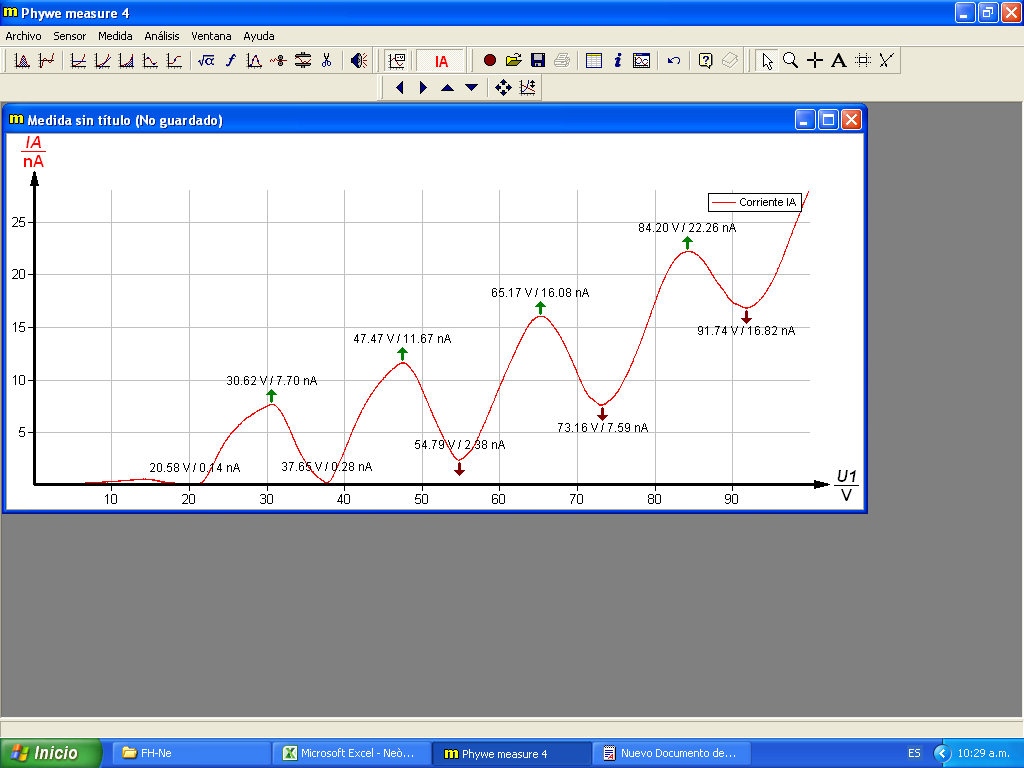 Phywe measure 4
Archivo Sensor Medida Análisis Ventana Ayuda
IA
Medida sin título (No guardado)
IA
nA
Corriente IA
25
84.20 V / 22.26 nA
20
65.17 V / 16.08 nA
15
91.74 V / 16.82 nA
47.47 V / 11.67 nA
10
30.62 V / 7.70 nA
5
73.16 V / 7.59 nA
54.79 V / 2.38 nA
20.58 V / 0.14 nA
37.65 V / 0.28 nA
U1
V
10 20 30 40 50 60 70 80 90
Inicio FH-Ne Microsoft Excel - Neò... Phywe measure 4 Nuevo Documento de... ES 10:29 a.m.